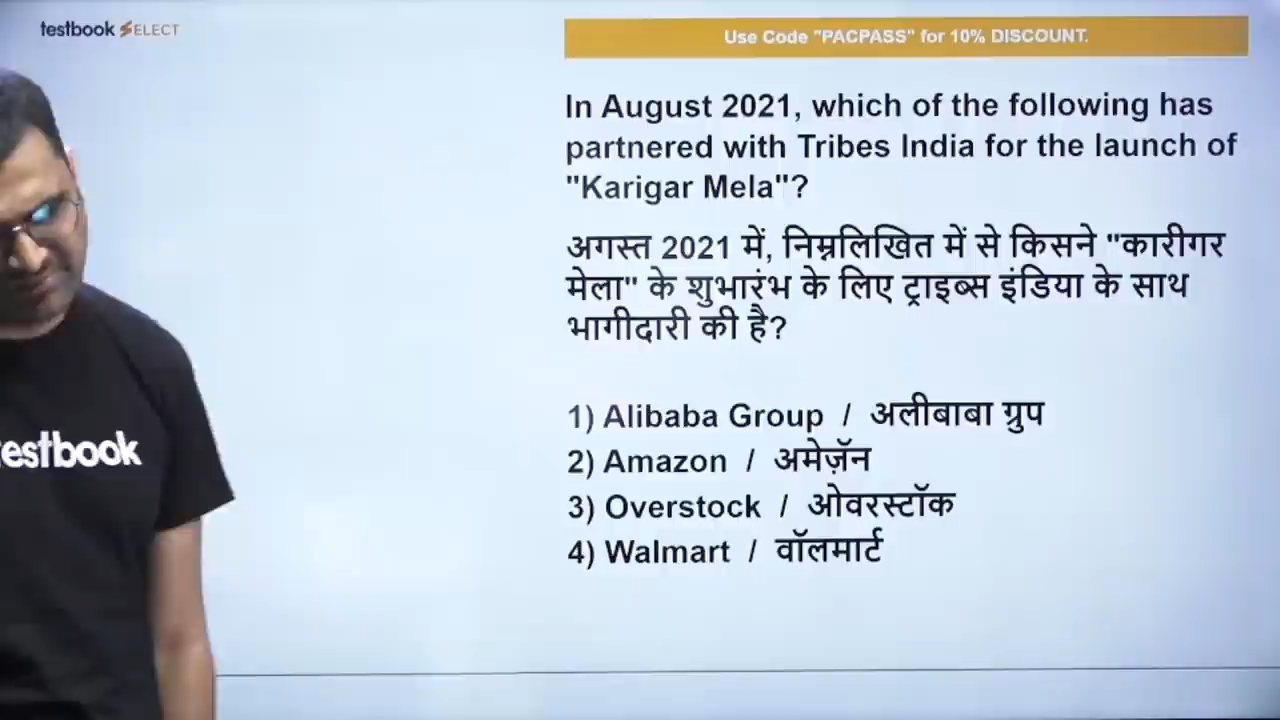 testbook SELECT
Use Code "PACPASS" for 10% DISCOUNT.
In August 2021, which of the following has
partnered with Tribes India for the launch of
"Karigar Mela"?
अगस्त 2021 में, निम्नलिखित में से किसने "कारीगर
मेला" के शुभारंभ के लिए ट्राइब्स इंडिया के साथ
भागीदारी की है?
1) Alibaba Group / अलीबाबा ग्रुप
2) Amazon / अमेज़ॅन
3) Overstock / ओवरस्टॉक
4) Walmart / वॉलमार्ट
testbook